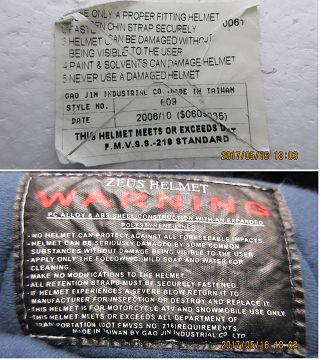 USE ONLY A PROPER FITTING HELMET
0061
2 FASTEN CHIN STRAP SECURELY
3 HELMET CAN BE DAMAGED WITHOUT
BEING VISIBLE TO THE USER
4 PAINT & SOLVENTS CAN DAMAGE HELMET
5 NEVER USE A DAMAGED HELMET
GAO JIN INDUSTRIAL CO. MADE IN TAIWAN
STYLE NO. 609
DATE 2006/10
THIS HELMET MEETS OR EXCEEDS DOT
F.M.V.S.S.-218 STANDARD
2017/05/16
ZEUS HELMET
WARNING
PC ALLOY & ABS SHELL CONSTRUCTION WITH AN EXPANDED
POLYSTYRENE LINER
- NO HELMET CAN PROTECT AGAINST ALL FORESEEABLE IMPACTS.
- HELMET CAN BE SERIOUSLY DAMAGED BY SOME COMMON
SUBSTANCES WITHOUT DAMAGE BEING VISIBLE TO THE USER.
- APPLY ONLY THE FOLLOWING: MILD SOAP AND WATER FOR
CLEANING.
- MAKE NO MODIFICATIONS TO THE HELMET.
- ALL RETENTION STRAPS MUST BE SECURELY FASTENED
- IF HELMET EXPERIENCES A SEVERE BLOW RETURN IT TO
MANUFACTURER FOR INSPECTION OR DESTROY AND REPLACE IT.
- THIS HELMET IS FOR MOTORCYCLE ATV AND SNOWMOBILE USE ONLY.
THIS HELMET MEETS OR EXCEEDS ALL DEPARTMENT OF
TRANSPORTATION (DOT FMVSS NO. 218) REQUIREMENTS.
MADE IN TAIWAN BY GAO JIN INDUSTRIAL CO. LTD.
2017/05/16